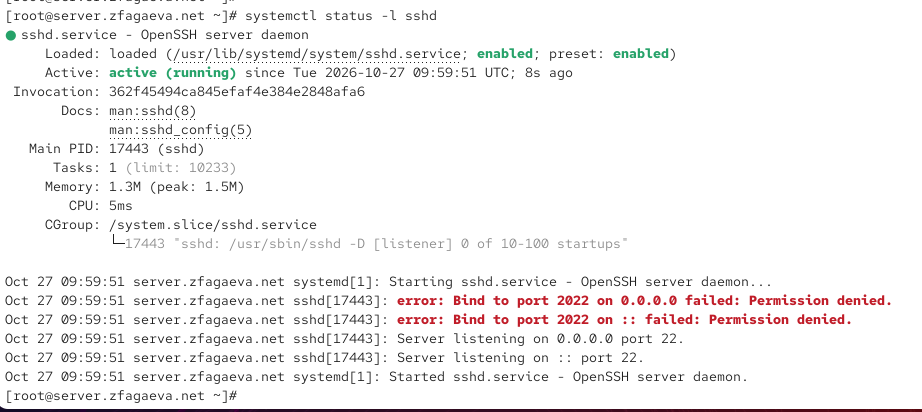 [root@server.zfagaeva.net ~]# systemctl status -l sshd
● sshd.service - OpenSSH server daemon
     Loaded: loaded (/usr/lib/systemd/system/sshd.service; enabled; preset: enabled)
     Active: active (running) since Tue 2026-10-27 09:59:51 UTC; 8s ago
 Invocation: 362f45494ca845efaf4e384e2848afa6
       Docs: man:sshd(8)
             man:sshd_config(5)
   Main PID: 17443 (sshd)
      Tasks: 1 (limit: 10233)
     Memory: 1.3M (peak: 1.5M)
        CPU: 5ms
     CGroup: /system.slice/sshd.service
             └─17443 "sshd: /usr/sbin/sshd -D [listener] 0 of 10-100 startups"

Oct 27 09:59:51 server.zfagaeva.net systemd[1]: Starting sshd.service - OpenSSH server daemon...
Oct 27 09:59:51 server.zfagaeva.net sshd[17443]: error: Bind to port 2022 on 0.0.0.0 failed: Permission denied.
Oct 27 09:59:51 server.zfagaeva.net sshd[17443]: error: Bind to port 2022 on :: failed: Permission denied.
Oct 27 09:59:51 server.zfagaeva.net sshd[17443]: Server listening on 0.0.0.0 port 22.
Oct 27 09:59:51 server.zfagaeva.net sshd[17443]: Server listening on :: port 22.
Oct 27 09:59:51 server.zfagaeva.net systemd[1]: Started sshd.service - OpenSSH server daemon.
[root@server.zfagaeva.net ~]#